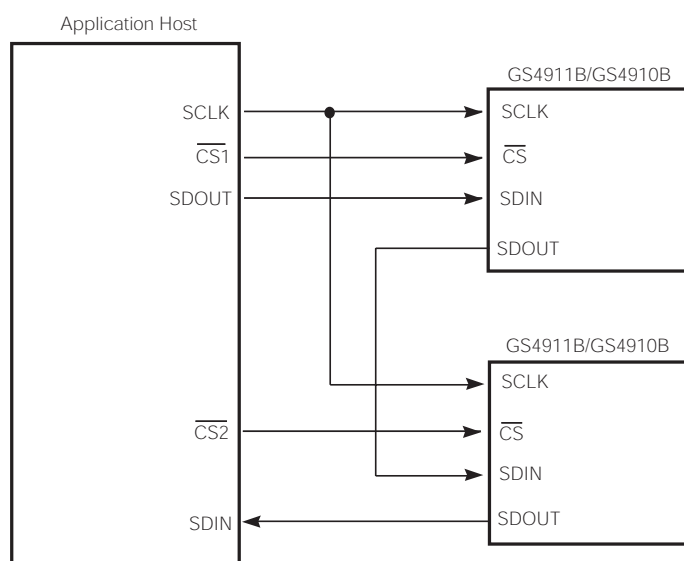 Application Host
SCLK
CS1
SDOUT
CS2
SDIN
GS4911B/GS4910B
SCLK
CS
SDIN
SDOUT
GS4911B/GS4910B
SCLK
CS
SDIN
SDOUT